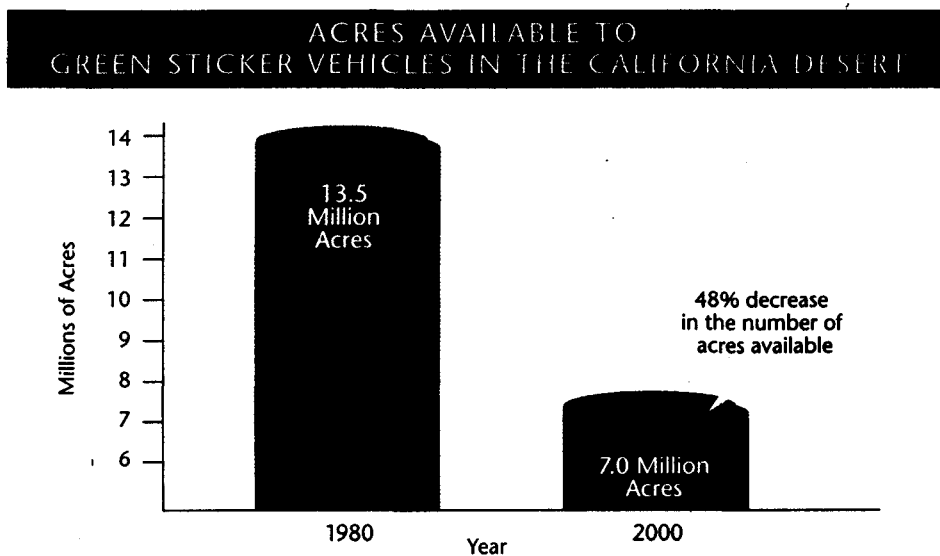 ACRES AVAILABLE TO
GREEN STICKER VEHICLES IN THE CALIFORNIA DESERT
14
13
12
11
10
9
8
7
6
Millions of Acres
13.5
Million
Acres
48% decrease
in the number of
acres available
7.0 Million
Acres
1980
2000
Year